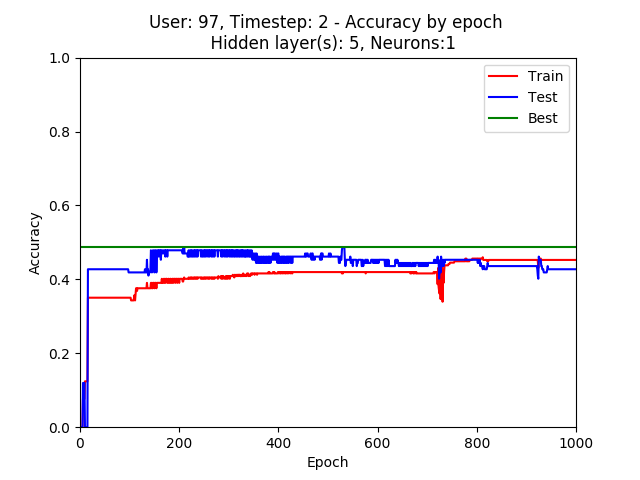 User: 97, Timestep: 2 - Accuracy by epoch
Hidden layer(s): 5, Neurons:1
1.0
Train
Test
Best
0.8
0.6
Accuracy
0.4
0.2
0.0
0
200
400
600
800
1000
Epoch